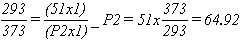 293/373 = (51x1)/(P2x1) _ P2 = 51x 373/293 = 64.92